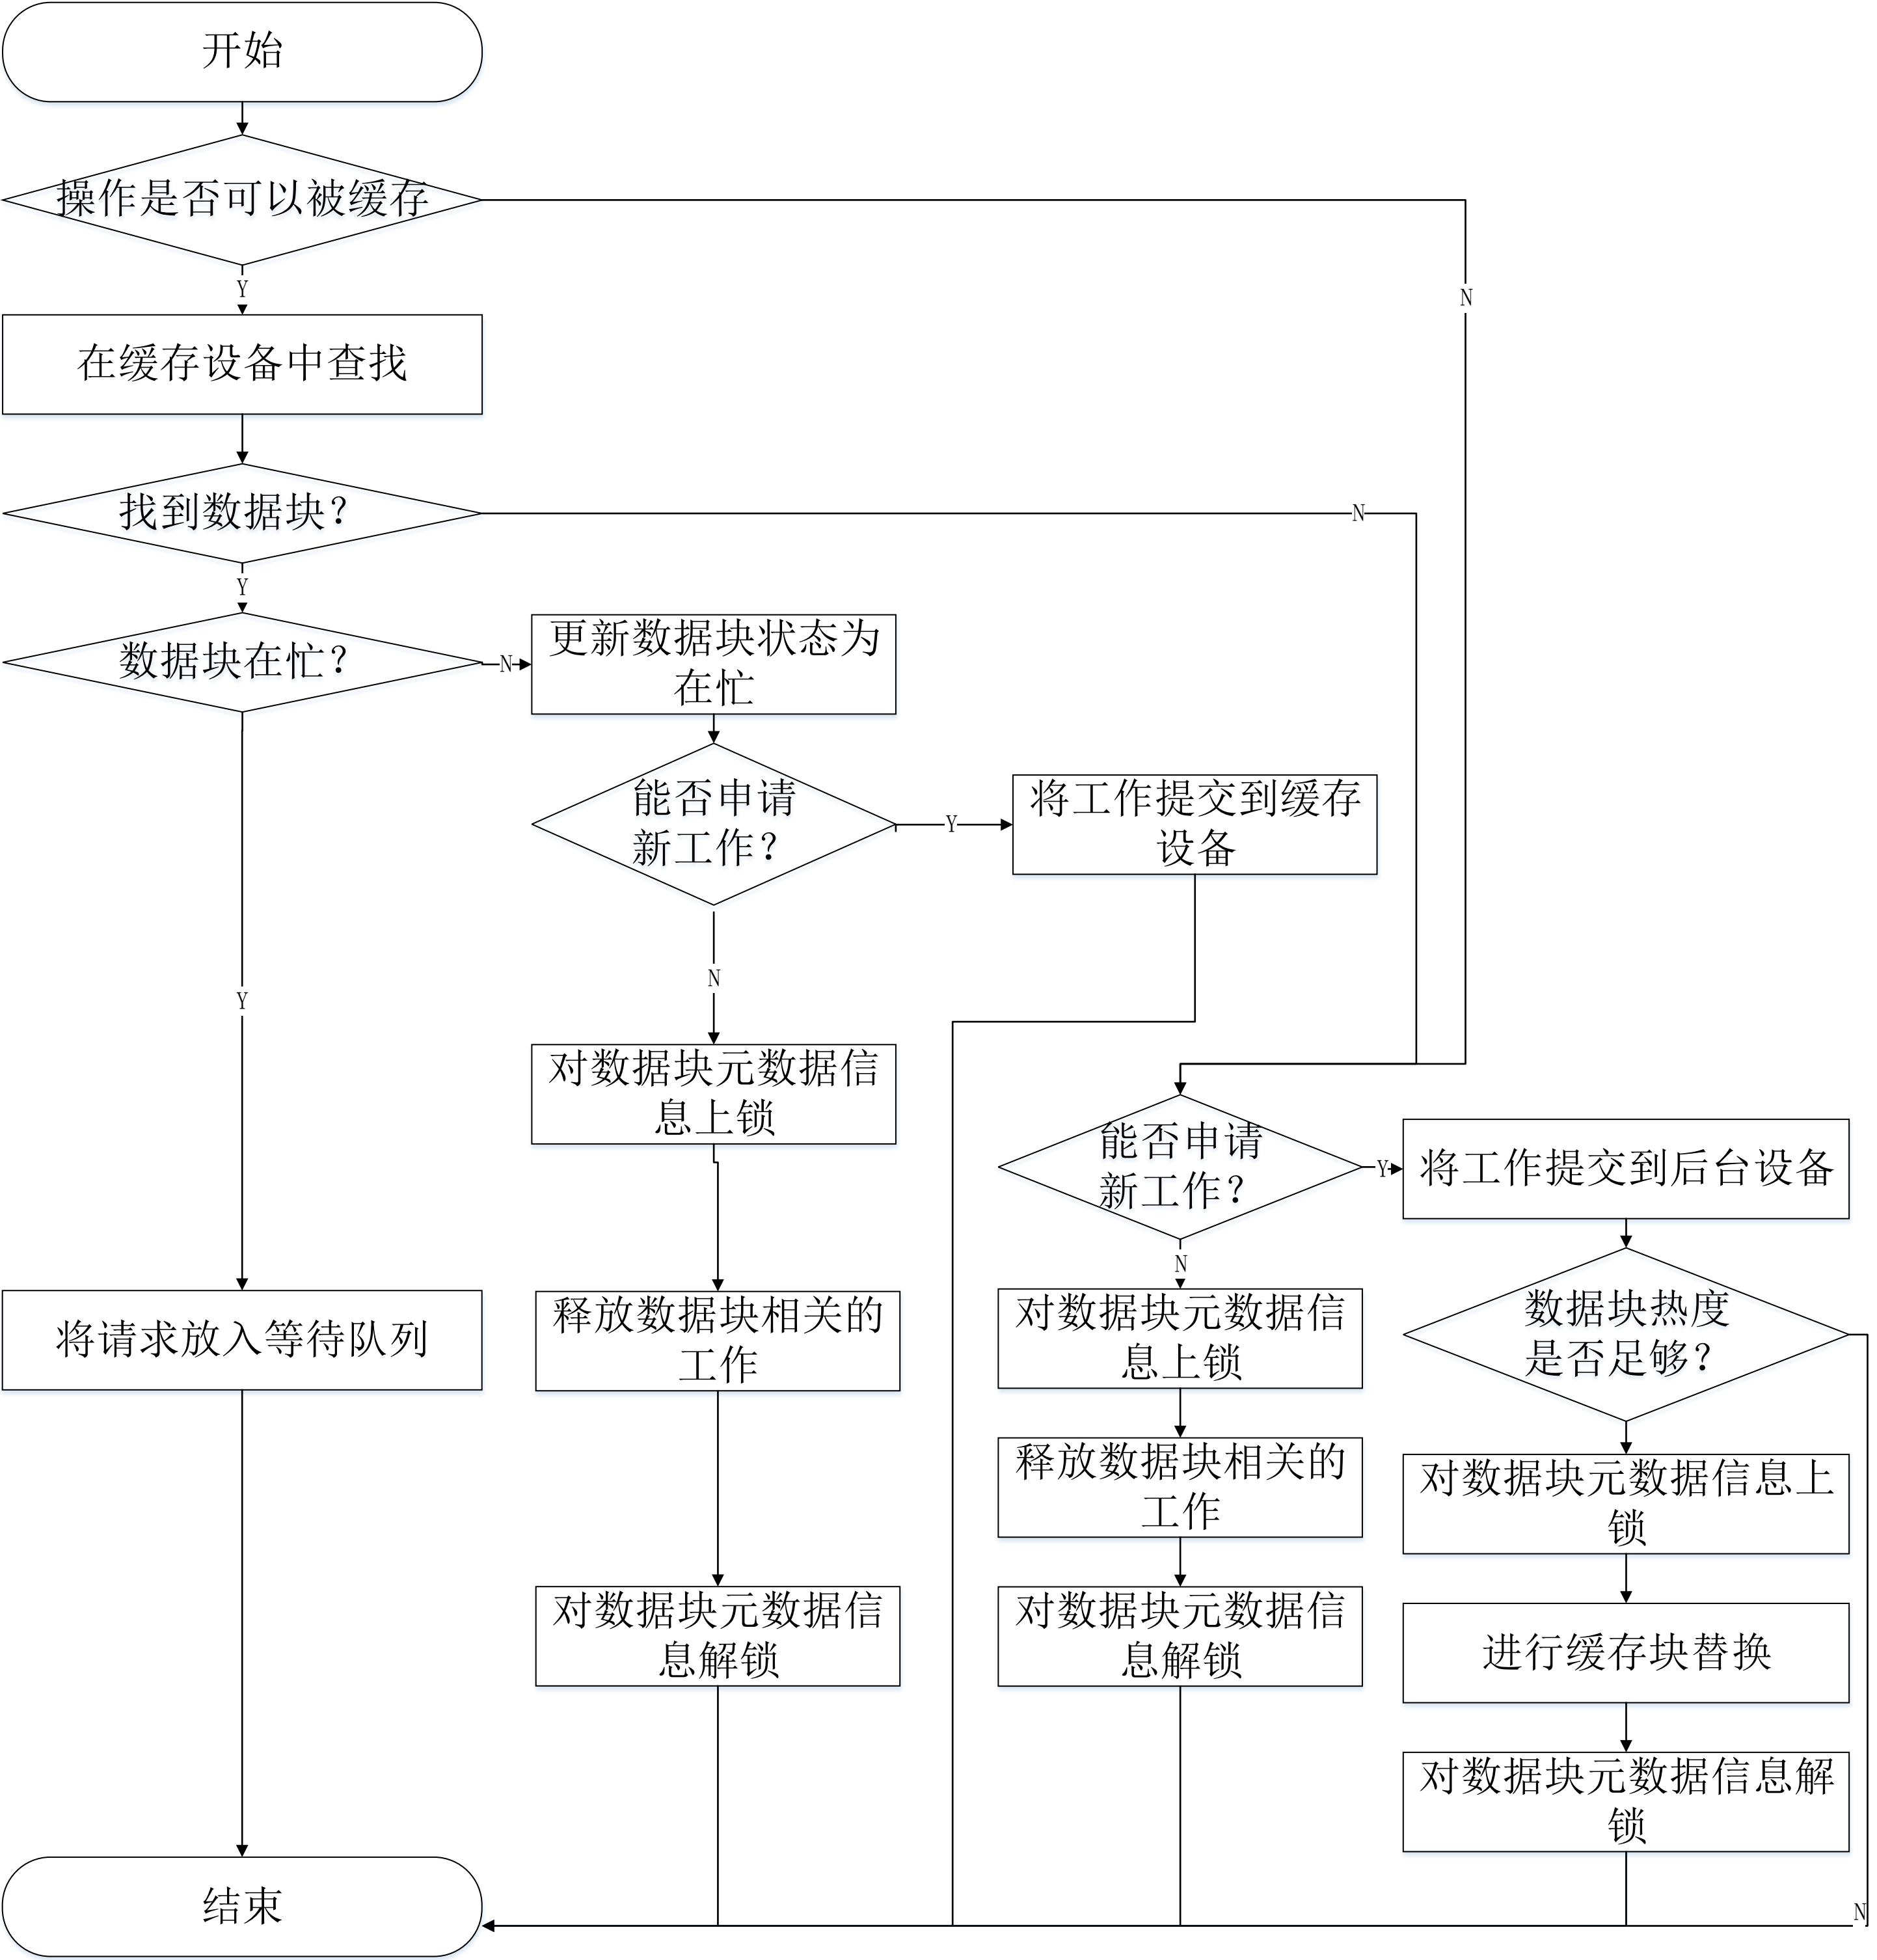 开始
操作是否可以被缓存
N
Y
在缓存设备中查找
找到数据块？
N
Y
数据块在忙？
N
更新数据块状态为
在忙
能否申请
新工作？
Y
将工作提交到缓存
设备
N
Y
对数据块元数据信
息上锁
能否申请
新工作？
Y
将工作提交到后台设备
N
将请求放入等待队列
释放数据块相关的
工作
对数据块元数据信
息上锁
数据块热度
是否足够？
释放数据块相关的
工作
对数据块元数据信息上
锁
对数据块元数据信
息解锁
对数据块元数据信
息解锁
进行缓存块替换
对数据块元数据信息解
锁
结束
N